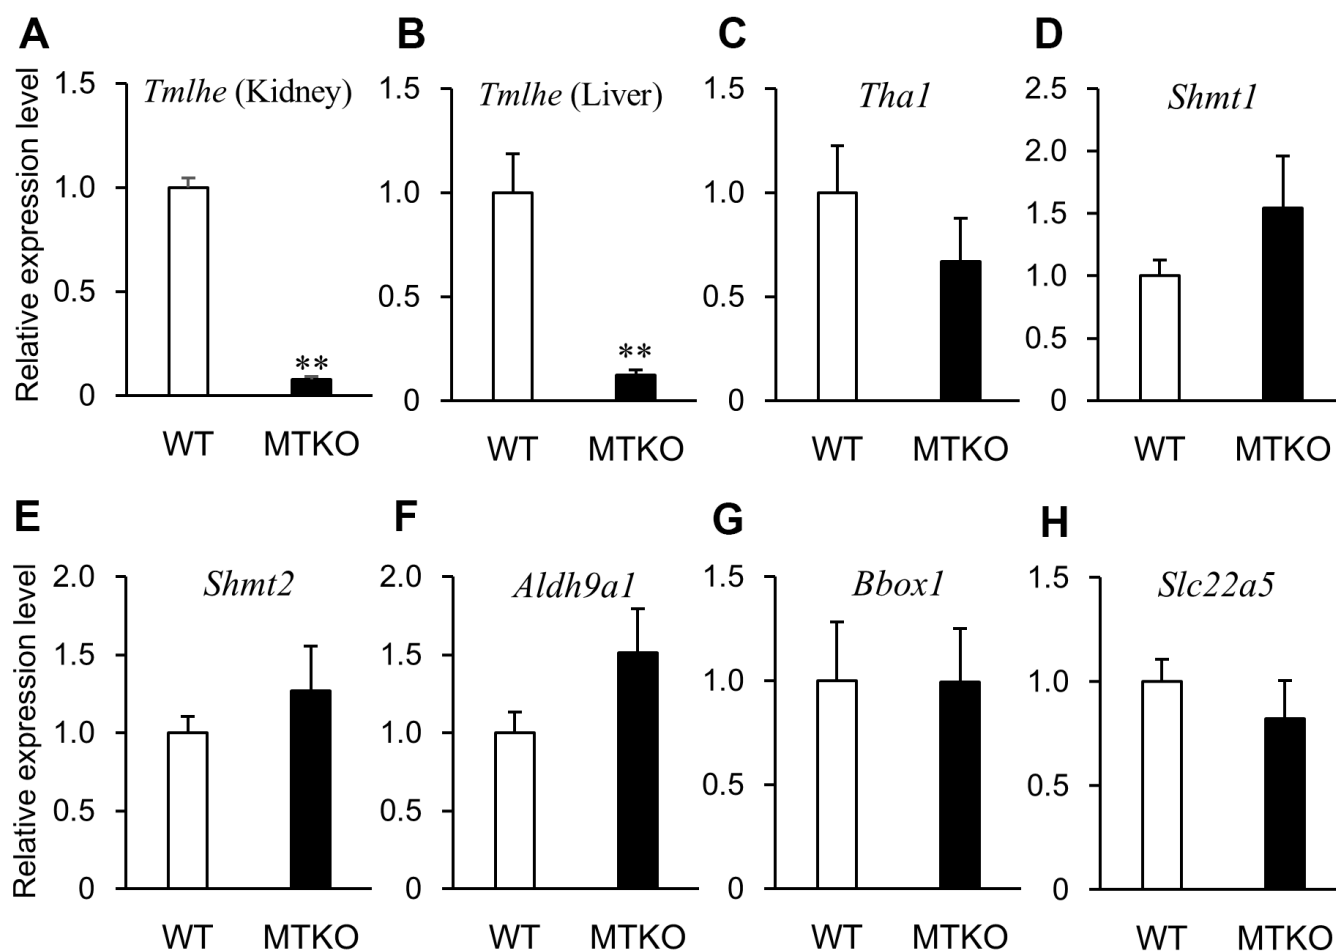 A
Relative expression level
1.5
1.0
0.5
0
Tmlhe (Kidney)
**
WT MTKO
B
1.5
1.0
0.5
0
Tmlhe (Liver)
**
WT MTKO
C
1.5
1.0
0.5
0
Tha1
WT MTKO
D
2.5
2.0
1.5
1.0
0.5
0
Shmt1
WT MTKO
E
Relative expression level
2.0
1.5
1.0
0.5
0
Shmt2
WT MTKO
F
2.0
1.5
1.0
0.5
0
Aldh9a1
WT MTKO
G
1.5
1.0
0.5
0
Bbox1
WT MTKO
H
1.5
1.0
0.5
0
Slc22a5
WT MTKO